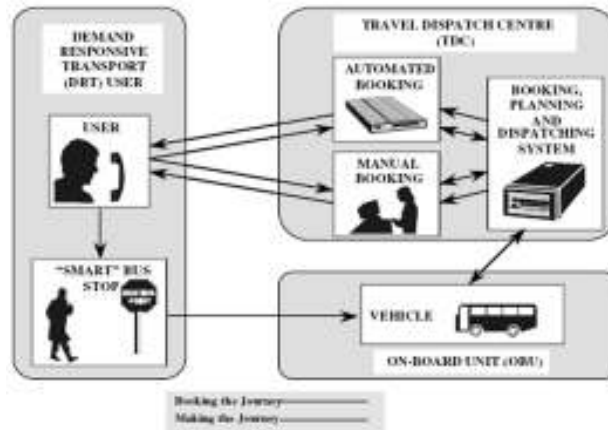 DEMAND
RESPONSIVE
TRANSPORT
(DRT) USER
USER
"SMART" BUS
STOP
TRAVEL DISPATCH CENTRE
(TDC)
AUTOMATED
BOOKING
MANUAL
BOOKING
BOOKING,
PLANNING
AND
DISPATCHING
SYSTEM
VEHICLE
ON-BOARD UNIT (OBU)
Booking the Journey
Making the Journey